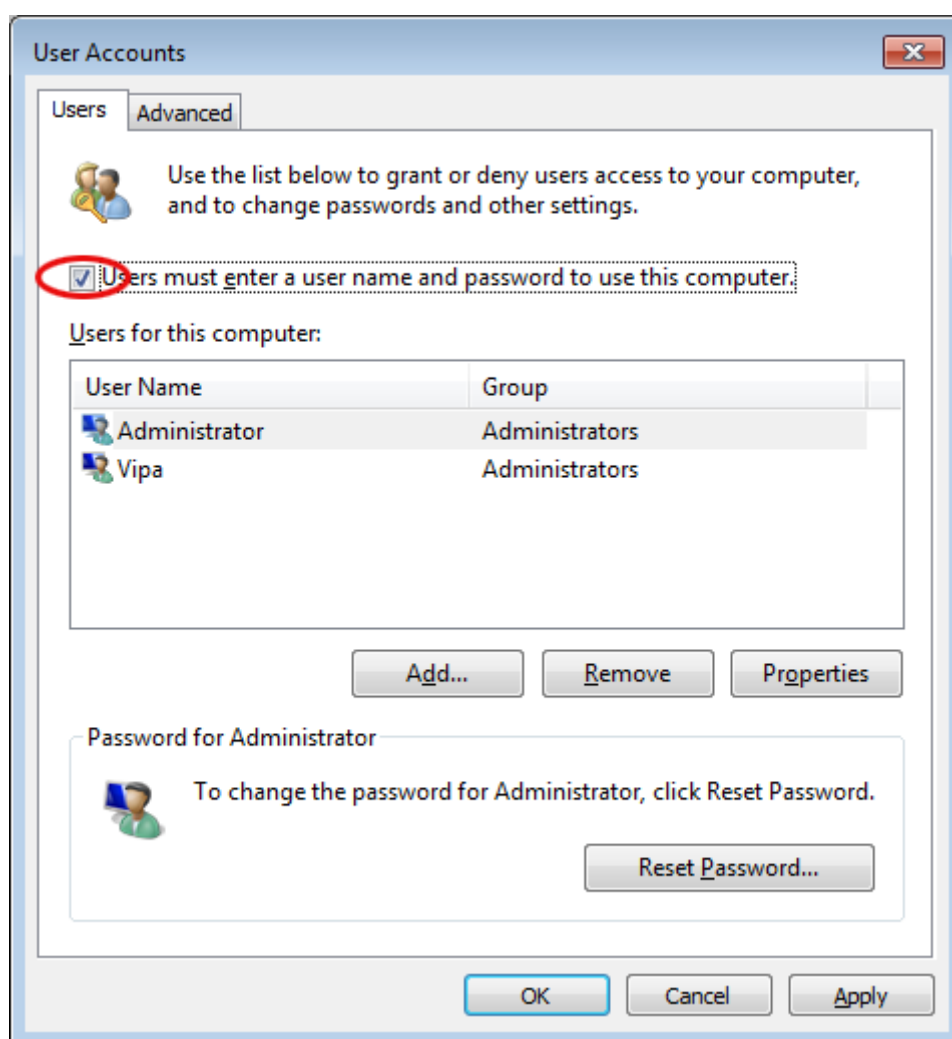 User Accounts
Users
Advanced
Use the list below to grant or deny users access to your computer,
and to change passwords and other settings.
Users must enter a user name and password to use this computer.
Users for this computer:
User Name Group
Administrator Administrators
Vipa Administrators
Add... Remove Properties
Password for Administrator
To change the password for Administrator, click Reset Password.
Reset Password...
OK Cancel Apply